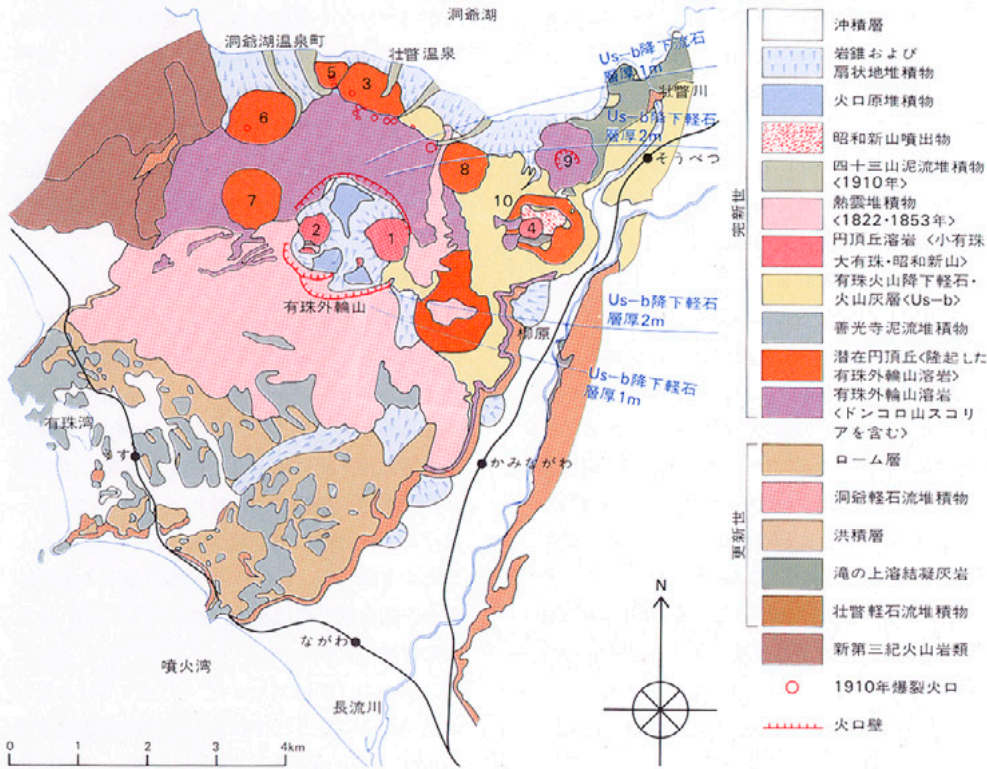 洞爺湖
洞爺湖温泉町
壮瞥温泉
Us-b降下流石
層厚1m
壮瞥川
Us-b降下軽石
層厚2m
そうべつ
5
3
6
8
9
7
10
2
1
4
有珠外輪山
Us-b降下軽石
層厚2m
柳原
Us-b降下軽石
層厚1m
有珠湾
うす
かみながわ
ながわ
噴火湾
長流川
N
0 1 2 3 4km
完新世
沖積層
岩錐および
扇状地堆積物
火口原堆積物
昭和新山噴出物
四十三山泥流堆積物
<1910年>
熱雲堆積物
<1822・1853年>
円頂丘溶岩 <小有珠
大有珠・昭和新山>
有珠火山降下軽石・
火山灰層<Us-b>
善光寺泥流堆積物
潜在円頂丘<隆起した
有珠外輪山溶岩>
有珠外輪山溶岩
<ドンコロ山スコリ
アを含む>
更新世
ローム層
洞爺軽石流堆積物
洪積層
滝の上溶結凝灰岩
壮瞥軽石流堆積物
新第三紀火山岩類
1910年爆裂火口
火口壁